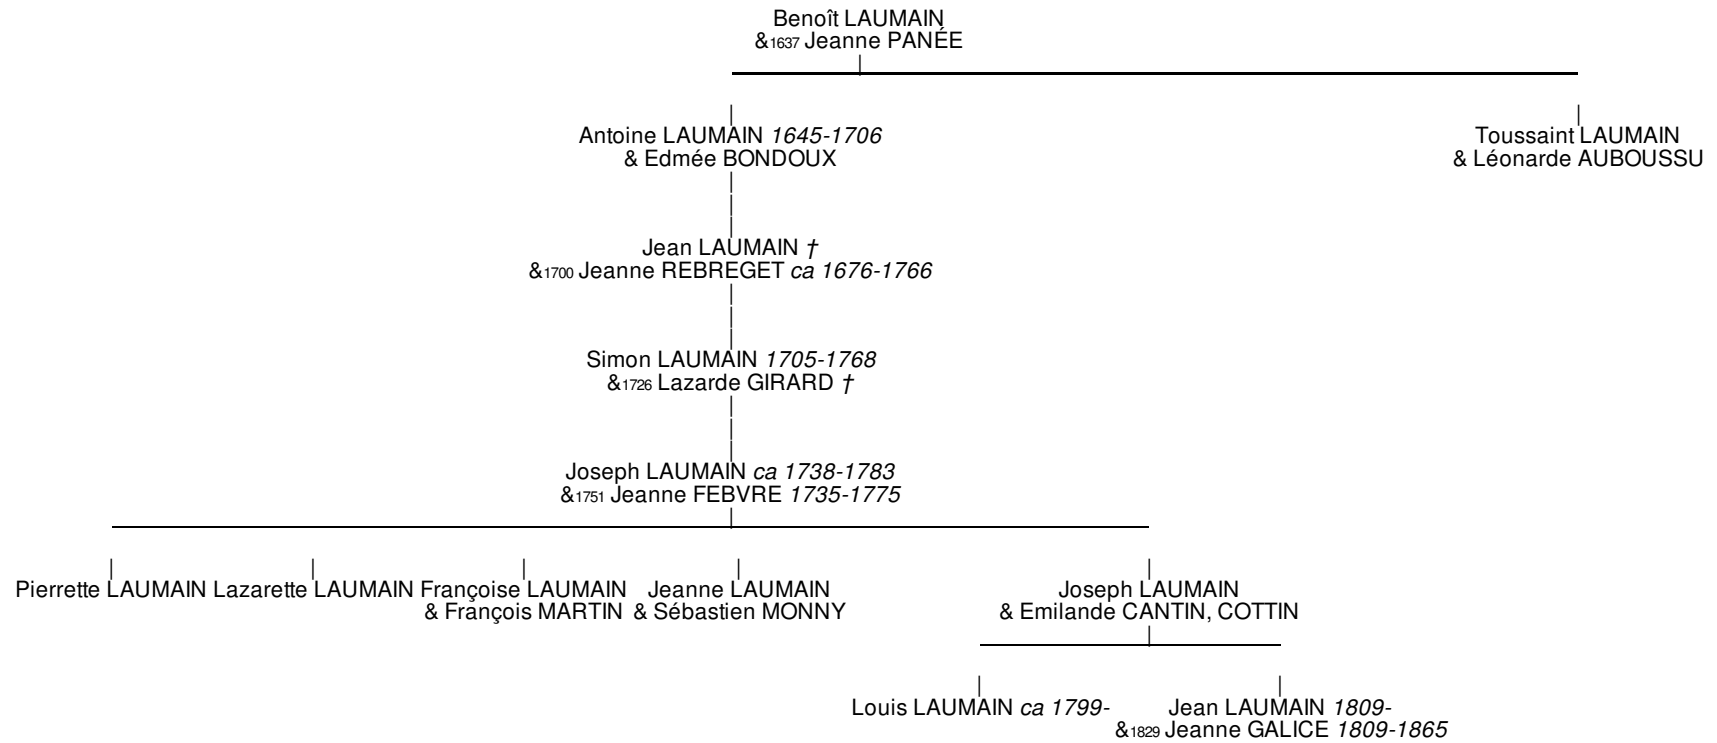 Benoît LAUMAIN
&1637 Jeanne PANÉE
Antoine LAUMAIN 1645-1706
& Edmée BONDOUX
Toussaint LAUMAIN
& Léonarde AUBOUSSU
Jean LAUMAIN †
&1700 Jeanne REBREGET ca 1676-1766
Simon LAUMAIN 1705-1768
&1726 Lazarde GIRARD †
Joseph LAUMAIN ca 1738-1783
&1751 Jeanne FEBVRE 1735-1775
Pierrette LAUMAIN
Lazarette LAUMAIN
Françoise LAUMAIN
& François MARTIN
Jeanne LAUMAIN
& Sébastien MONNY
Joseph LAUMAIN
& Emilande CANTIN, COTTIN
Louis LAUMAIN ca 1799-
Jean LAUMAIN 1809-
&1829 Jeanne GALICE 1809-1865